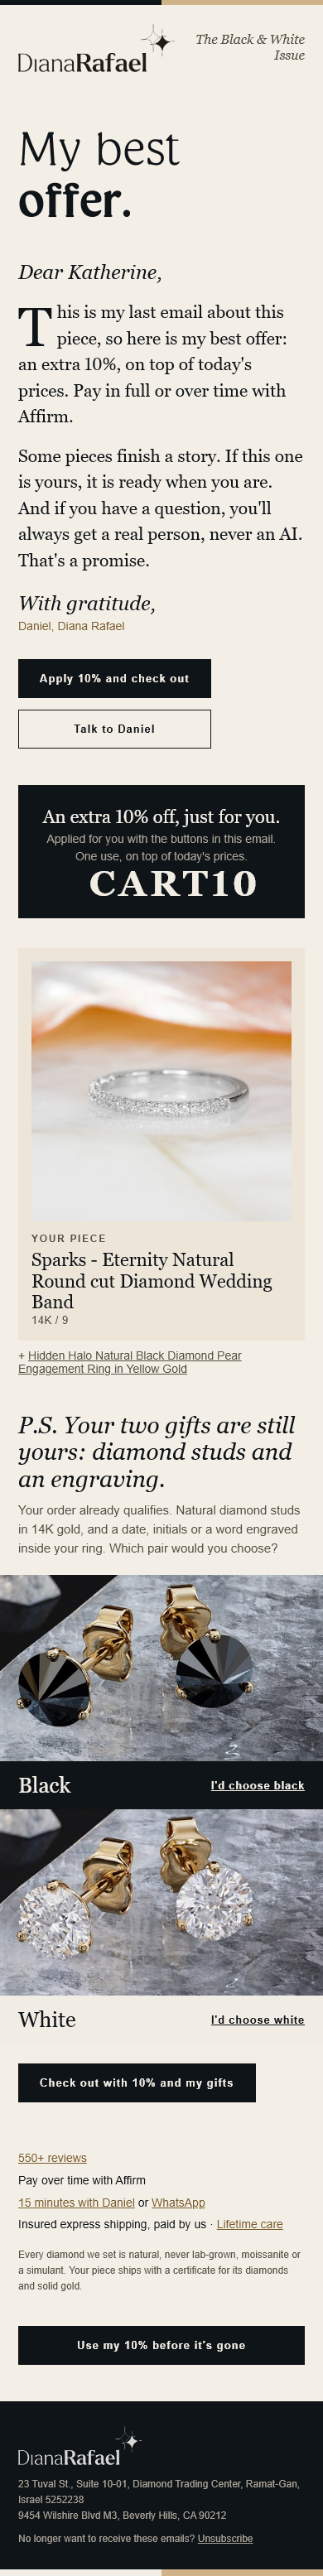 DianaRafael
The Black & White
Issue
My best
offer.
Dear Katherine,
This is my last email about this
piece, so here is my best offer:
an extra 10%, on top of today's
prices. Pay in full or over time with
Affirm.
Some pieces finish a story. If this one
is yours, it is ready when you are.
And if you have a question, you'll
always get a real person, never an AI.
That's a promise.
With gratitude,
Daniel, Diana Rafael
Apply 10% and check out
Talk to Daniel
An extra 10% off, just for you.
Applied for you with the buttons in this email.
One use, on top of today's prices.
CART10
YOUR PIECE
Sparks - Eternity Natural
Round cut Diamond Wedding
Band
14K / 9
+ Hidden Halo Natural Black Diamond Pear
Engagement Ring in Yellow Gold
P.S. Your two gifts are still
yours: diamond studs and
an engraving.
Your order already qualifies. Natural diamond studs
in 14K gold, and a date, initials or a word engraved
inside your ring. Which pair would you choose?
Black
I'd choose black
White
I'd choose white
Check out with 10% and my gifts
550+ reviews
Pay over time with Affirm
15 minutes with Daniel or WhatsApp
Insured express shipping, paid by us · Lifetime care
Every diamond we set is natural, never lab-grown, moissanite or
a simulant. Your piece ships with a certificate for its diamonds
and solid gold.
Use my 10% before it's gone
DianaRafael
23 Tuval St., Suite 10-01, Diamond Trading Center, Ramat-Gan,
Israel 5252238
9454 Wilshire Blvd M3, Beverly Hills, CA 90212
No longer want to receive these emails? Unsubscribe